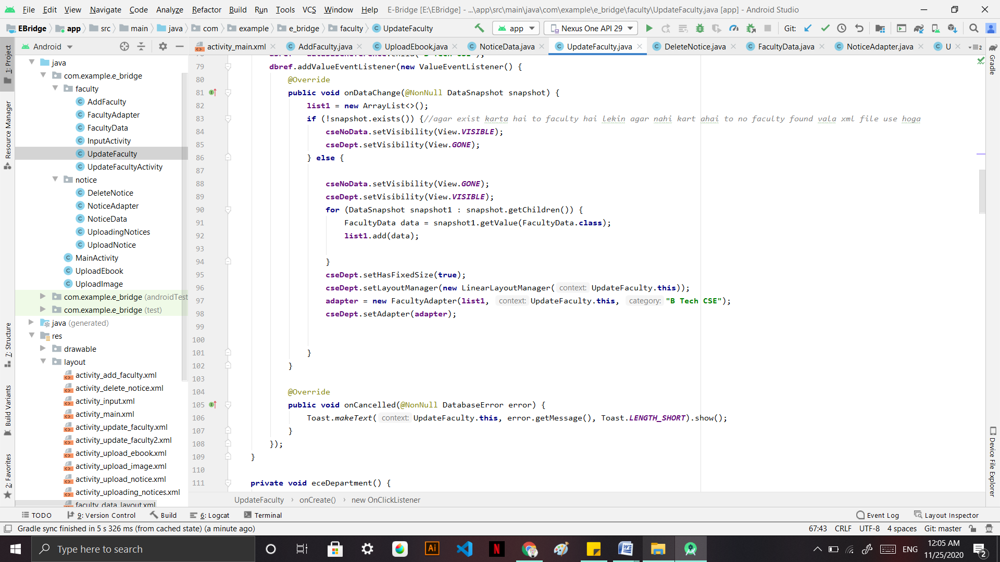 File Edit View Navigate Code Analyze Refactor Build Run Tools VCS Window Help E-Bridge [E:\EBridge] - ...\app\src\main\java\com\example\e_bridge\faculty\UpdateFaculty.java [app] - Android Studio
EBridge app src main java com example e_bridge faculty UpdateFaculty app Nexus One API 29 Git:
Android activity_main.xml AddFaculty.java UploadEbook.java NoticeData.java UpdateFaculty.java DeleteNotice.java FacultyData.java NoticeAdapter.java U 2
1: Project
Resource Manager
7: Structure
Build Variants
2: Favorites
java
com.example.e_bridge
faculty
AddFaculty
FacultyAdapter
FacultyData
InputActivity
UpdateFaculty
UpdateFacultyActivity
notice
DeleteNotice
NoticeAdapter
NoticeData
UploadingNotices
UploadNotice
MainActivity
UploadEbook
UploadImage
com.example.e_bridge (androidTest
com.example.e_bridge (test)
java (generated)
res
drawable
layout
activity_add_faculty.xml
activity_delete_notice.xml
activity_input.xml
activity_main.xml
activity_update_faculty.xml
activity_update_faculty2.xml
activity_upload_ebook.xml
activity_upload_image.xml
activity_upload_notice.xml
activity_uploading_notices.xml
faculty_data_layout.xml
79 dbref.addValueEventListener(new ValueEventListener() {
80 @Override
81 public void onDataChange(@NonNull DataSnapshot snapshot) {
82 list1 = new ArrayList<>();
83 if (!snapshot.exists()) {//agar exist karta hai to faculty hai lekin agar nahi kart ahai to no faculty found vala xml file use hoga
84 cseNoData.setVisibility(View.VISIBLE);
85 cseDept.setVisibility(View.GONE);
86 } else {
87
88 cseNoData.setVisibility(View.GONE);
89 cseDept.setVisibility(View.VISIBLE);
90 for (DataSnapshot snapshot1 : snapshot.getChildren()) {
91 FacultyData data = snapshot1.getValue(FacultyData.class);
92 list1.add(data);
93
94 }
95 cseDept.setHasFixedSize(true);
96 cseDept.setLayoutManager(new LinearLayoutManager( context: UpdateFaculty.this));
97 adapter = new FacultyAdapter(list1, context: UpdateFaculty.this, category: "B Tech CSE");
98 cseDept.setAdapter(adapter);
99
100
101 }
102 }
103
104 @Override
105 public void onCancelled(@NonNull DatabaseError error) {
106 Toast.makeText( context: UpdateFaculty.this, error.getMessage(), Toast.LENGTH_SHORT).show();
107 }
108 });
109 }
110
111 private void eceDepartment() {
UpdateFaculty › onCreate() › new OnClickListener
Gradle
Device File Explorer
TODO 9: Version Control Build 6: Logcat Terminal Event Log Layout Inspector
Gradle sync finished in 5 s 326 ms (from cached state) (a minute ago) 67:43 CRLF UTF-8 4 spaces Git: master
Type here to search Ai N W ENG 12:05 AM
11/25/2020 2